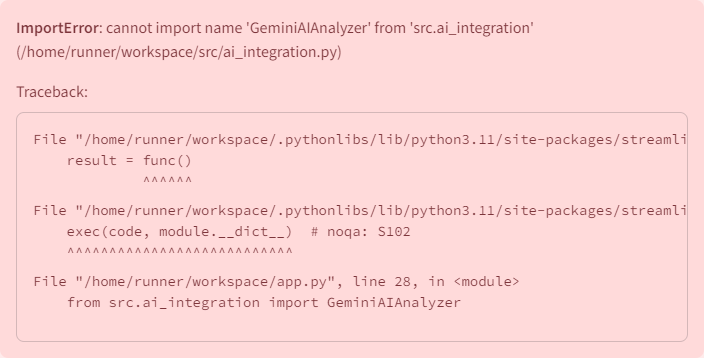 ImportError: cannot import name 'GeminiAIAnalyzer' from 'src.ai_integration'
(/home/runner/workspace/src/ai_integration.py)
Traceback:
File "/home/runner/workspace/.pythonlibs/lib/python3.11/site-packages/streamli
    result = func()
             ^^^^^^
File "/home/runner/workspace/.pythonlibs/lib/python3.11/site-packages/streamli
    exec(code, module.__dict__)  # noqa: S102
    ^^^^^^^^^^^^^^^^^^^^^^^^^^^
File "/home/runner/workspace/app.py", line 28, in <module>
    from src.ai_integration import GeminiAIAnalyzer